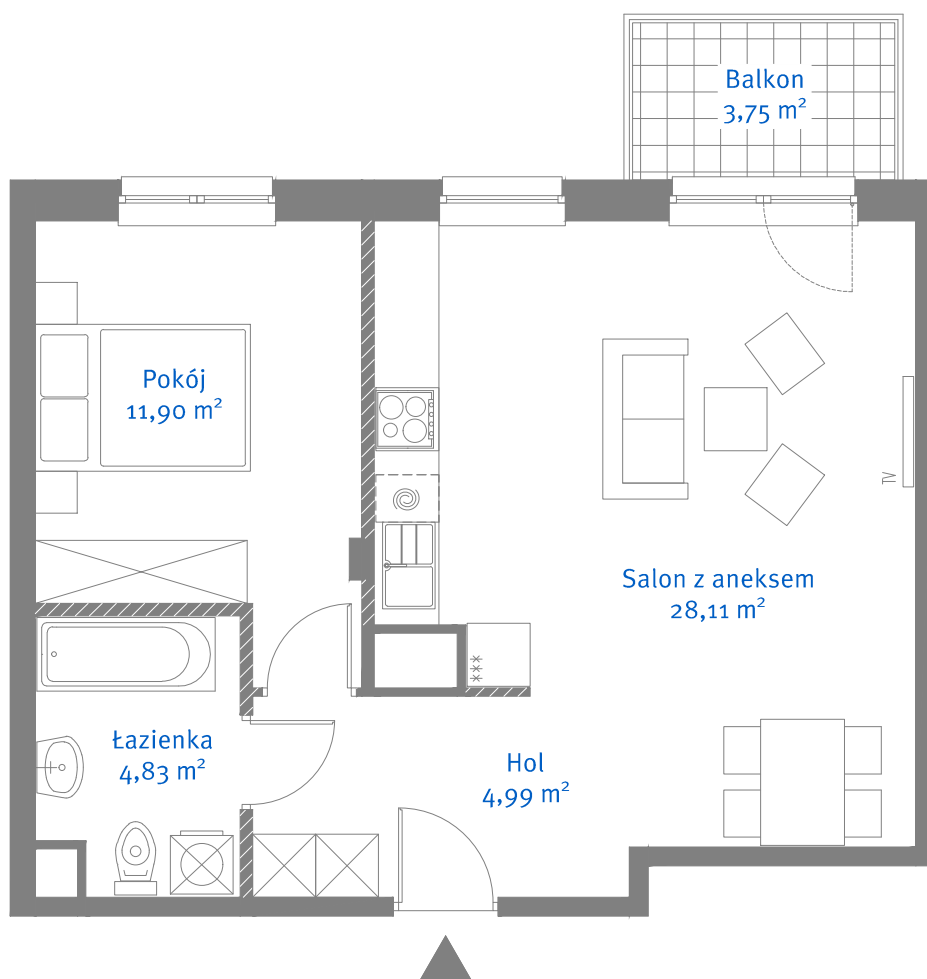 Balkon
3,75 m²
Pokój
11,90 m²
TV
Salon z aneksem
28,11 m²
Łazienka
4,83 m²
Hol
4,99 m²